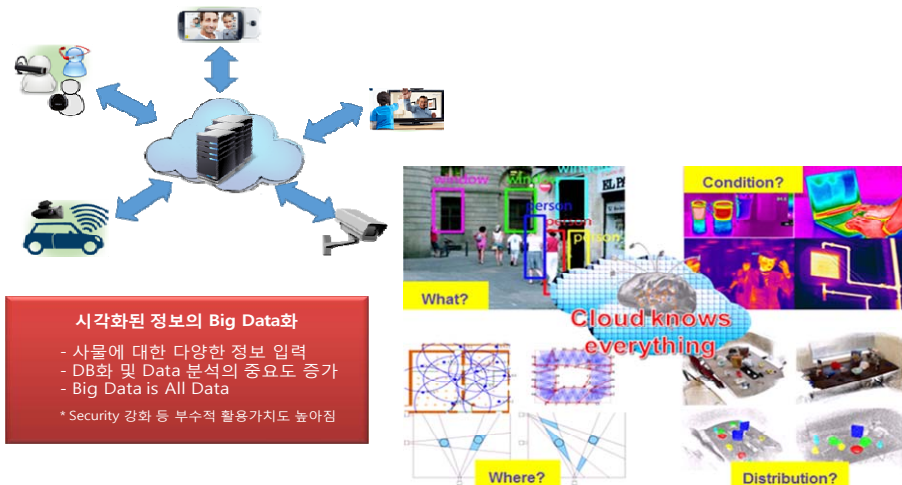 시각화된 정보의 Big Data화
- 사물에 대한 다양한 정보 입력
- DB화 및 Data 분석의 중요도 증가
- Big Data is All Data
* Security 강화 등 부수적 활용가치도 높아짐
window
window
person
person
person
EL
What?
Condition?
Cloud knows
everything
Where?
Distribution?